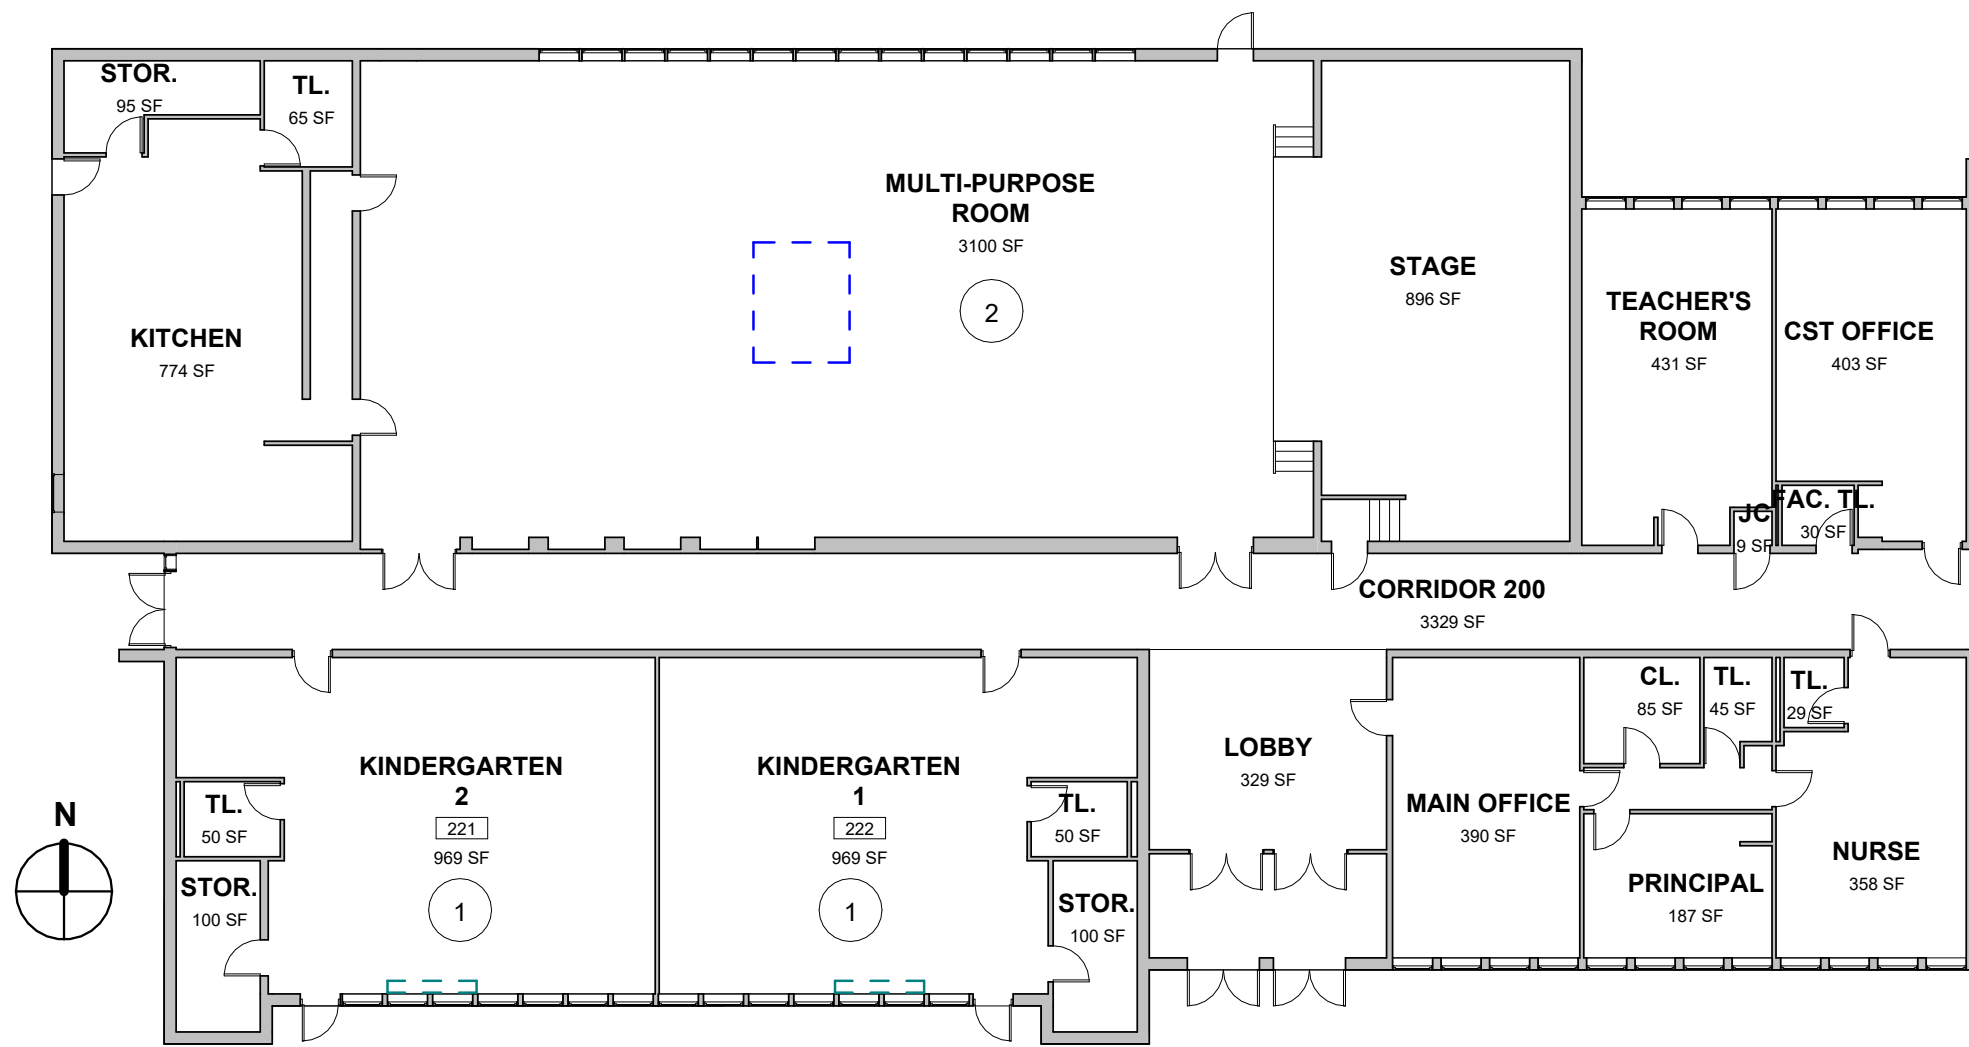 STOR.
95 SF
TL.
65 SF
MULTI-PURPOSE
ROOM
3100 SF
2
STAGE
896 SF
KITCHEN
774 SF
TEACHER'S
ROOM
431 SF
CST OFFICE
403 SF
JC
9 SF
FAC. TL.
30 SF
CORRIDOR 200
3329 SF
N
KINDERGARTEN
2
221
969 SF
1
TL.
50 SF
STOR.
100 SF
KINDERGARTEN
1
222
969 SF
1
TL.
50 SF
STOR.
100 SF
LOBBY
329 SF
MAIN OFFICE
390 SF
CL.
85 SF
TL.
45 SF
TL.
29 SF
PRINCIPAL
187 SF
NURSE
358 SF